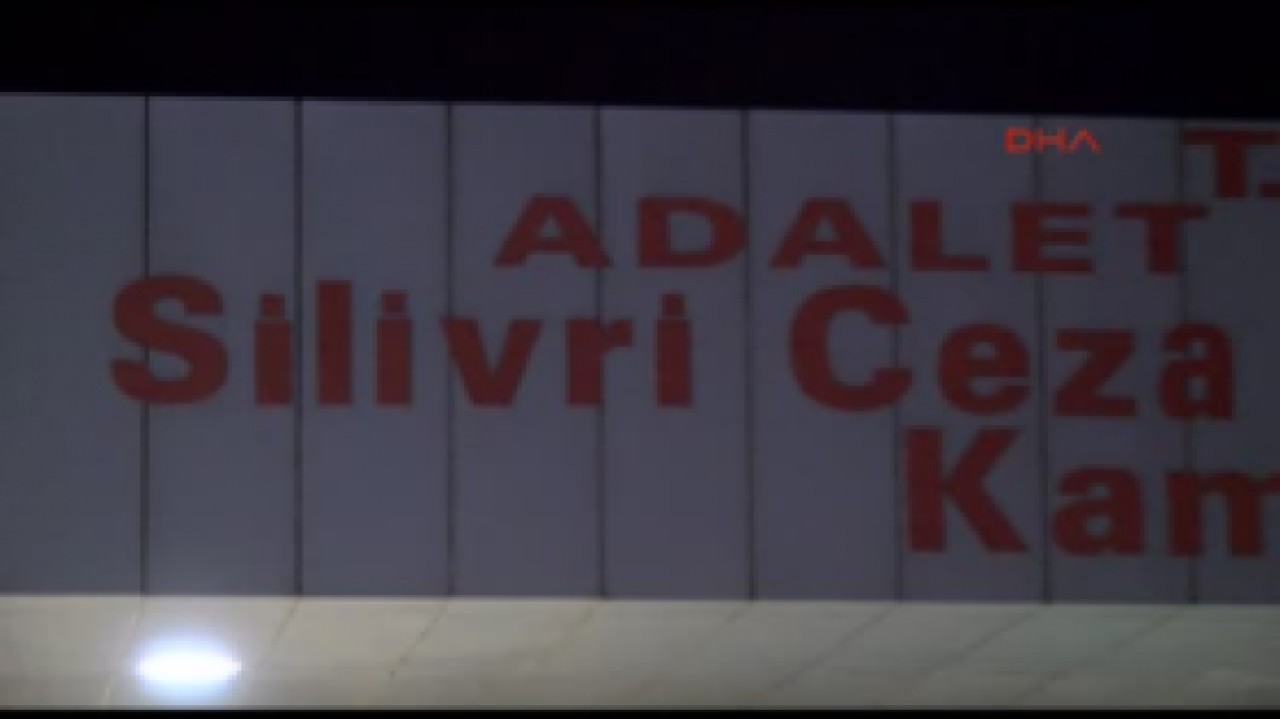 DHA
T.
ADALET
Silivri Ceza
Kam